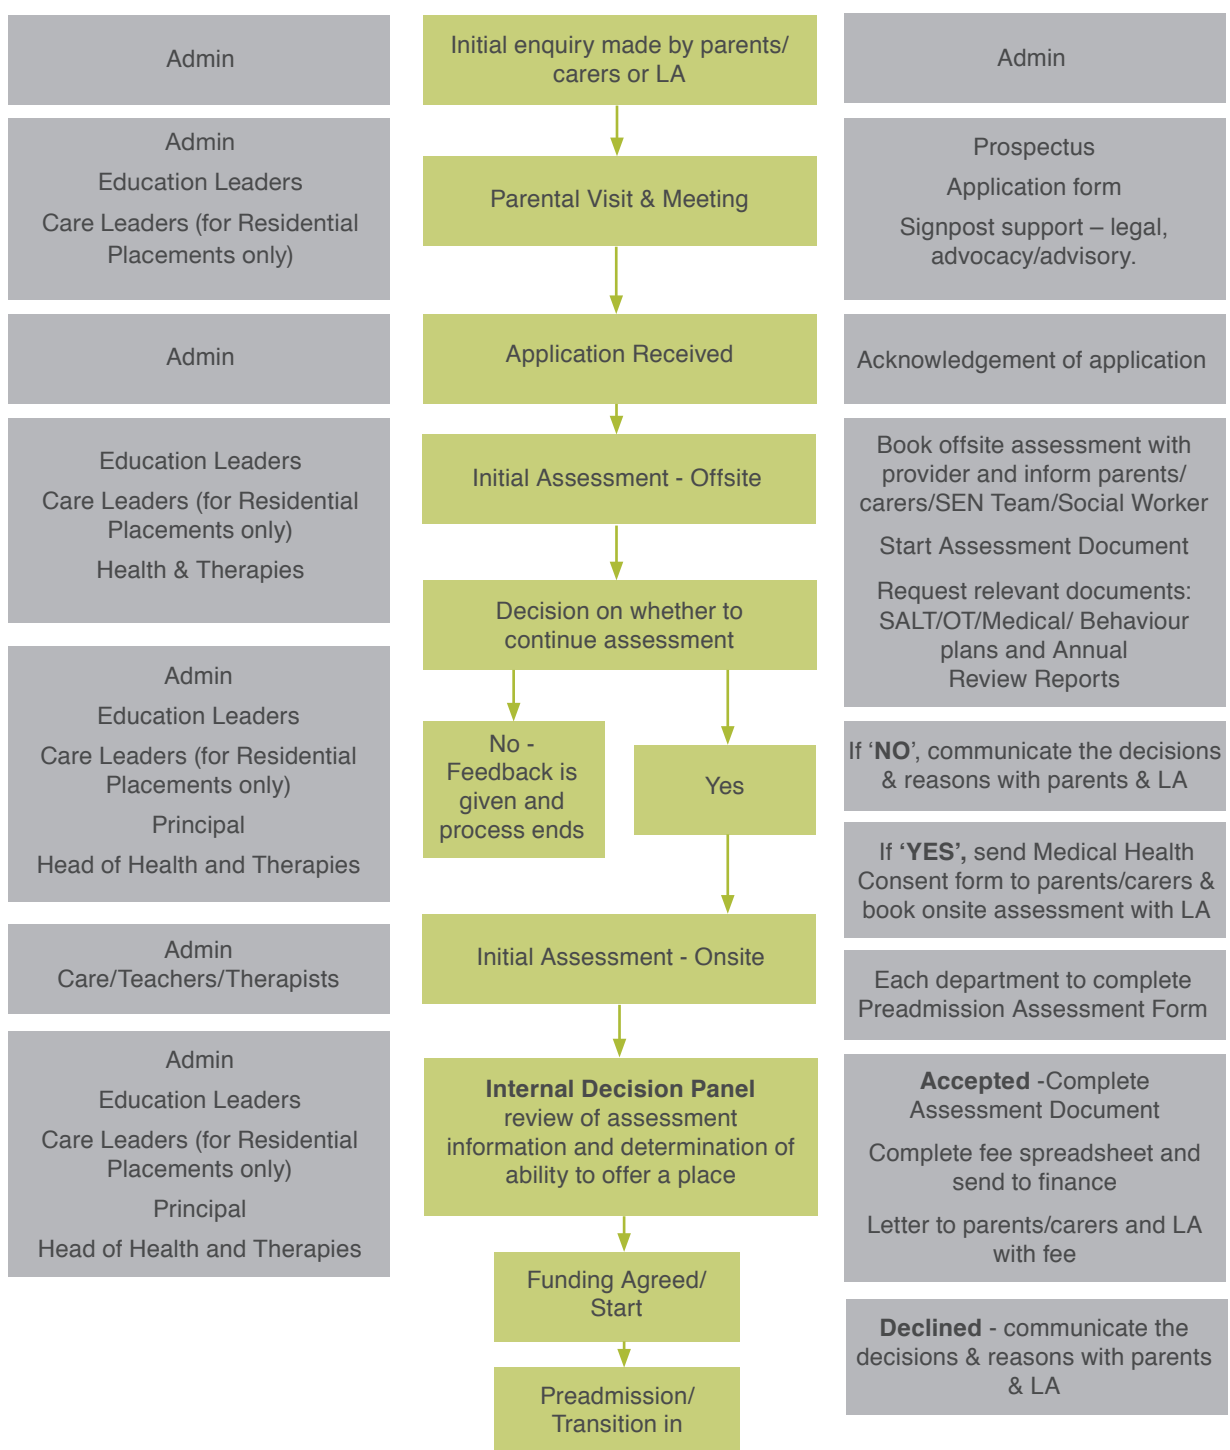 Admin
Initial enquiry made by parents/
carers or LA
Admin
Admin
Education Leaders
Care Leaders (for Residential
Placements only)
Parental Visit & Meeting
Prospectus
Application form
Signpost support – legal,
advocacy/advisory.
Admin
Application Received
Acknowledgement of application
Education Leaders
Care Leaders (for Residential
Placements only)
Health & Therapies
Initial Assessment - Offsite
Book offsite assessment with
provider and inform parents/
carers/SEN Team/Social Worker
Start Assessment Document
Request relevant documents:
SALT/OT/Medical/ Behaviour
plans and Annual
Review Reports
Decision on whether to
continue assessment
Admin
Education Leaders
Care Leaders (for Residential
Placements only)
Principal
Head of Health and Therapies
No -
Feedback is
given and
process ends
Yes
If ‘NO’, communicate the decisions
& reasons with parents & LA
If ‘YES’, send Medical Health
Consent form to parents/carers &
book onsite assessment with LA
Admin
Care/Teachers/Therapists
Initial Assessment - Onsite
Each department to complete
Preadmission Assessment Form
Admin
Education Leaders
Care Leaders (for Residential
Placements only)
Principal
Head of Health and Therapies
Internal Decision Panel
review of assessment
information and determination of
ability to offer a place
Accepted -Complete
Assessment Document
Complete fee spreadsheet and
send to finance
Letter to parents/carers and LA
with fee
Funding Agreed/
Start
Declined - communicate the
decisions & reasons with parents
& LA
Preadmission/
Transition in